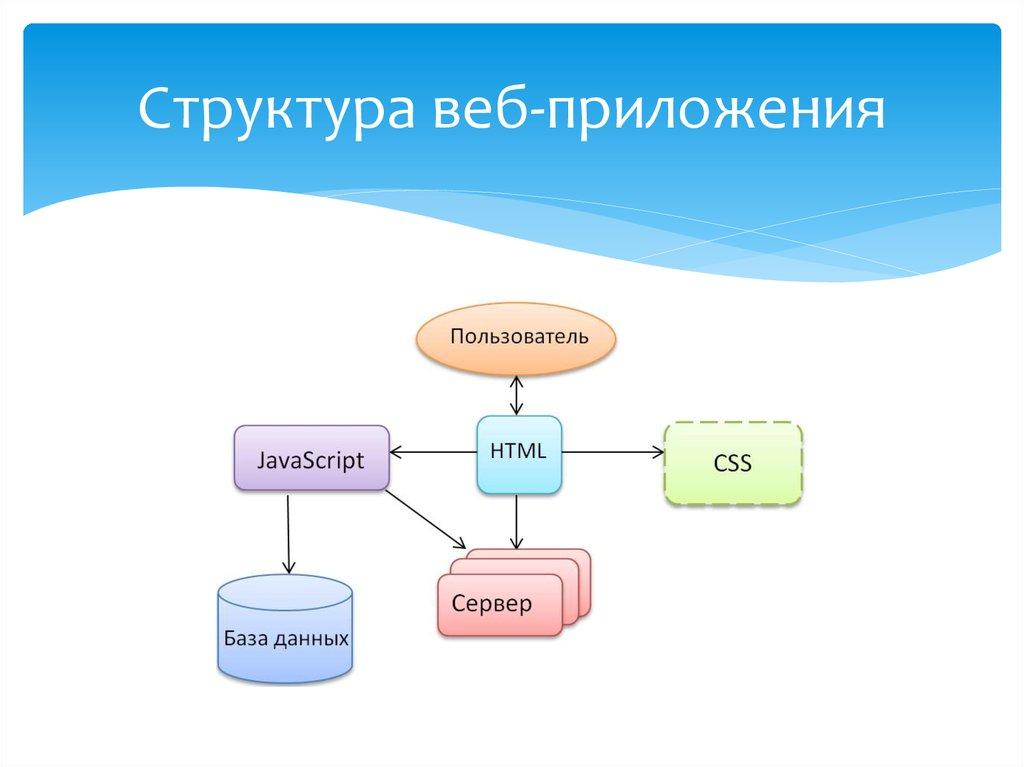 Структура веб-приложения
Пользователь
JavaScript
HTML
CSS
База данных
Сервер